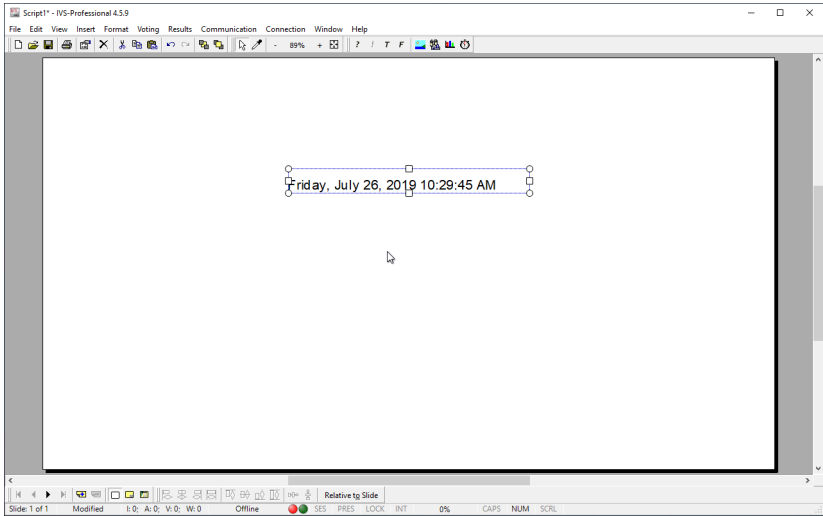 Script1* - IVS-Professional 4.5.9
File Edit View Insert Format Voting Results Communication Connection Window Help
- 89% + ? ! T F
Friday, July 26, 2019 10:29:45 AM
Relative to Slide
Slide: 1 of 1 Modified I: 0; A: 0; V: 0; W: 0 Offline SES PRES LOCK INT 0% CAPS NUM SCRL